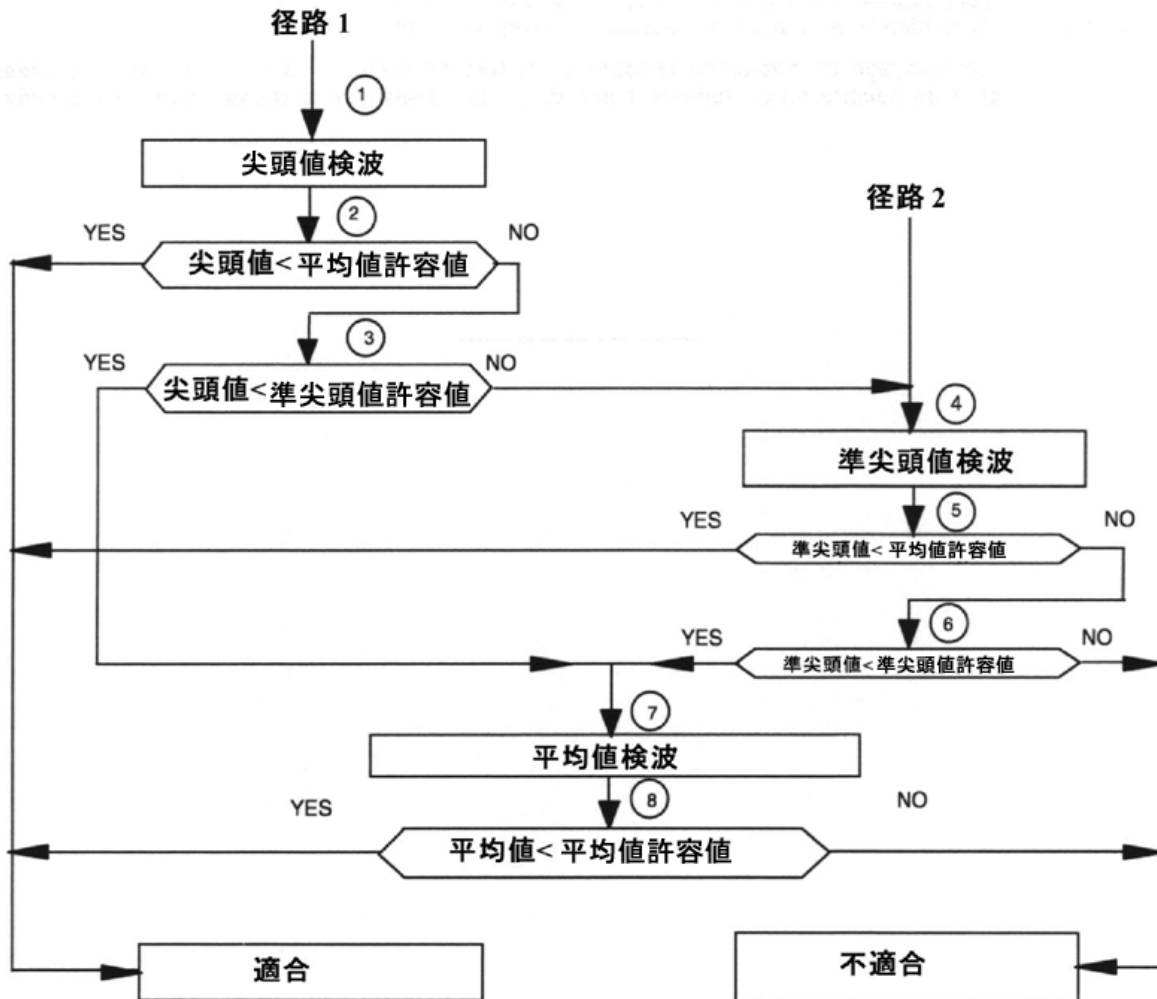 径路 1
1
尖頭値検波
2
YES
NO
尖頭値< 平均値許容値
3
YES
NO
尖頭値< 準尖頭値許容値
径路 2
4
準尖頭値検波
5
YES
NO
準尖頭値< 平均値許容値
6
YES
NO
準尖頭値< 準尖頭値許容値
7
平均値検波
8
YES
NO
平均値< 平均値許容値
適合
不適合